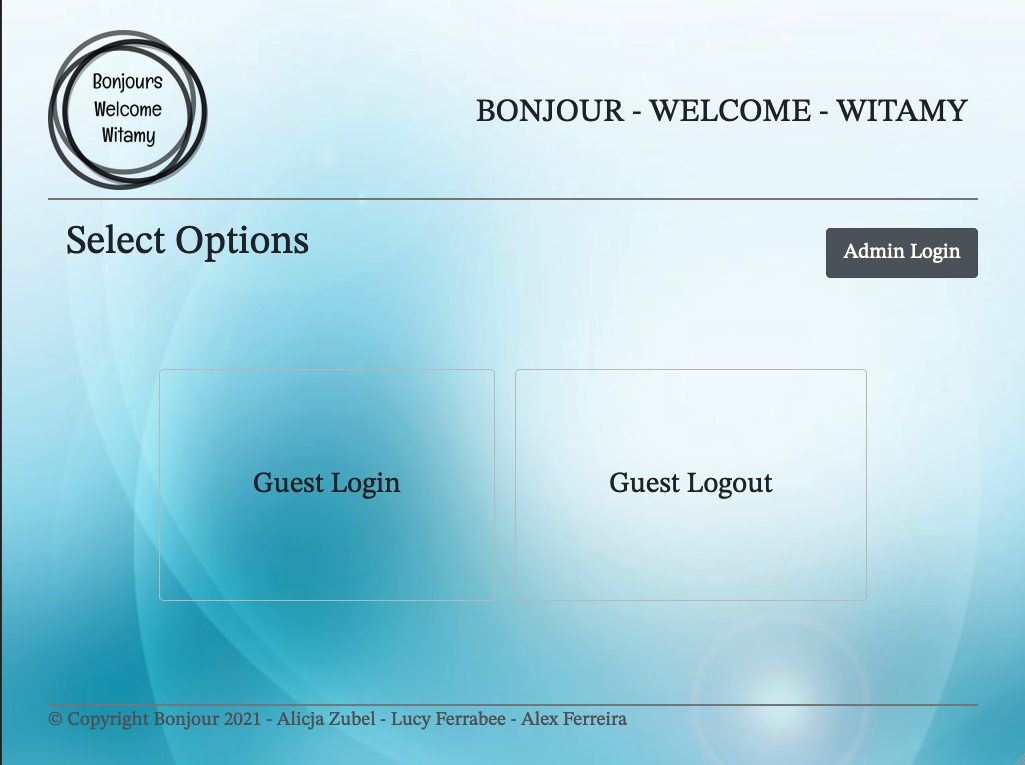 Bonjours
Welcome
Witamy
BONJOUR - WELCOME - WITAMY
Select Options
Admin Login
Guest Login
Guest Logout
© Copyright Bonjour 2021 - Alicja Zubel - Lucy Ferrabee - Alex Ferreira